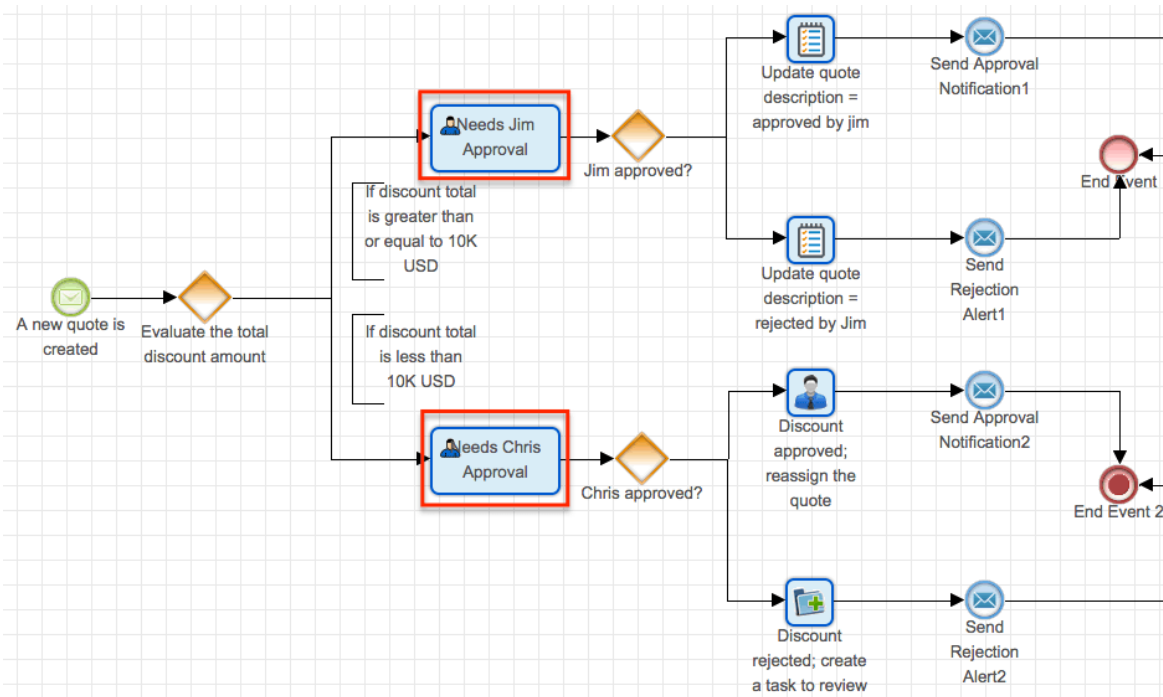 Update quote
description =
approved by jim
Send Approval
Notification1
Needs Jim
Approval
Jim approved?
End Event
If discount total
is greater than
or equal to 10K
USD
Update quote
description =
rejected by Jim
Send
Rejection
Alert1
A new quote is
created
Evaluate the total
discount amount
If discount total
is less than
10K USD
Needs Chris
Approval
Chris approved?
Discount
approved;
reassign the
quote
Send Approval
Notification2
End Event 2
Discount
rejected; create
a task to review
Send
Rejection
Alert2